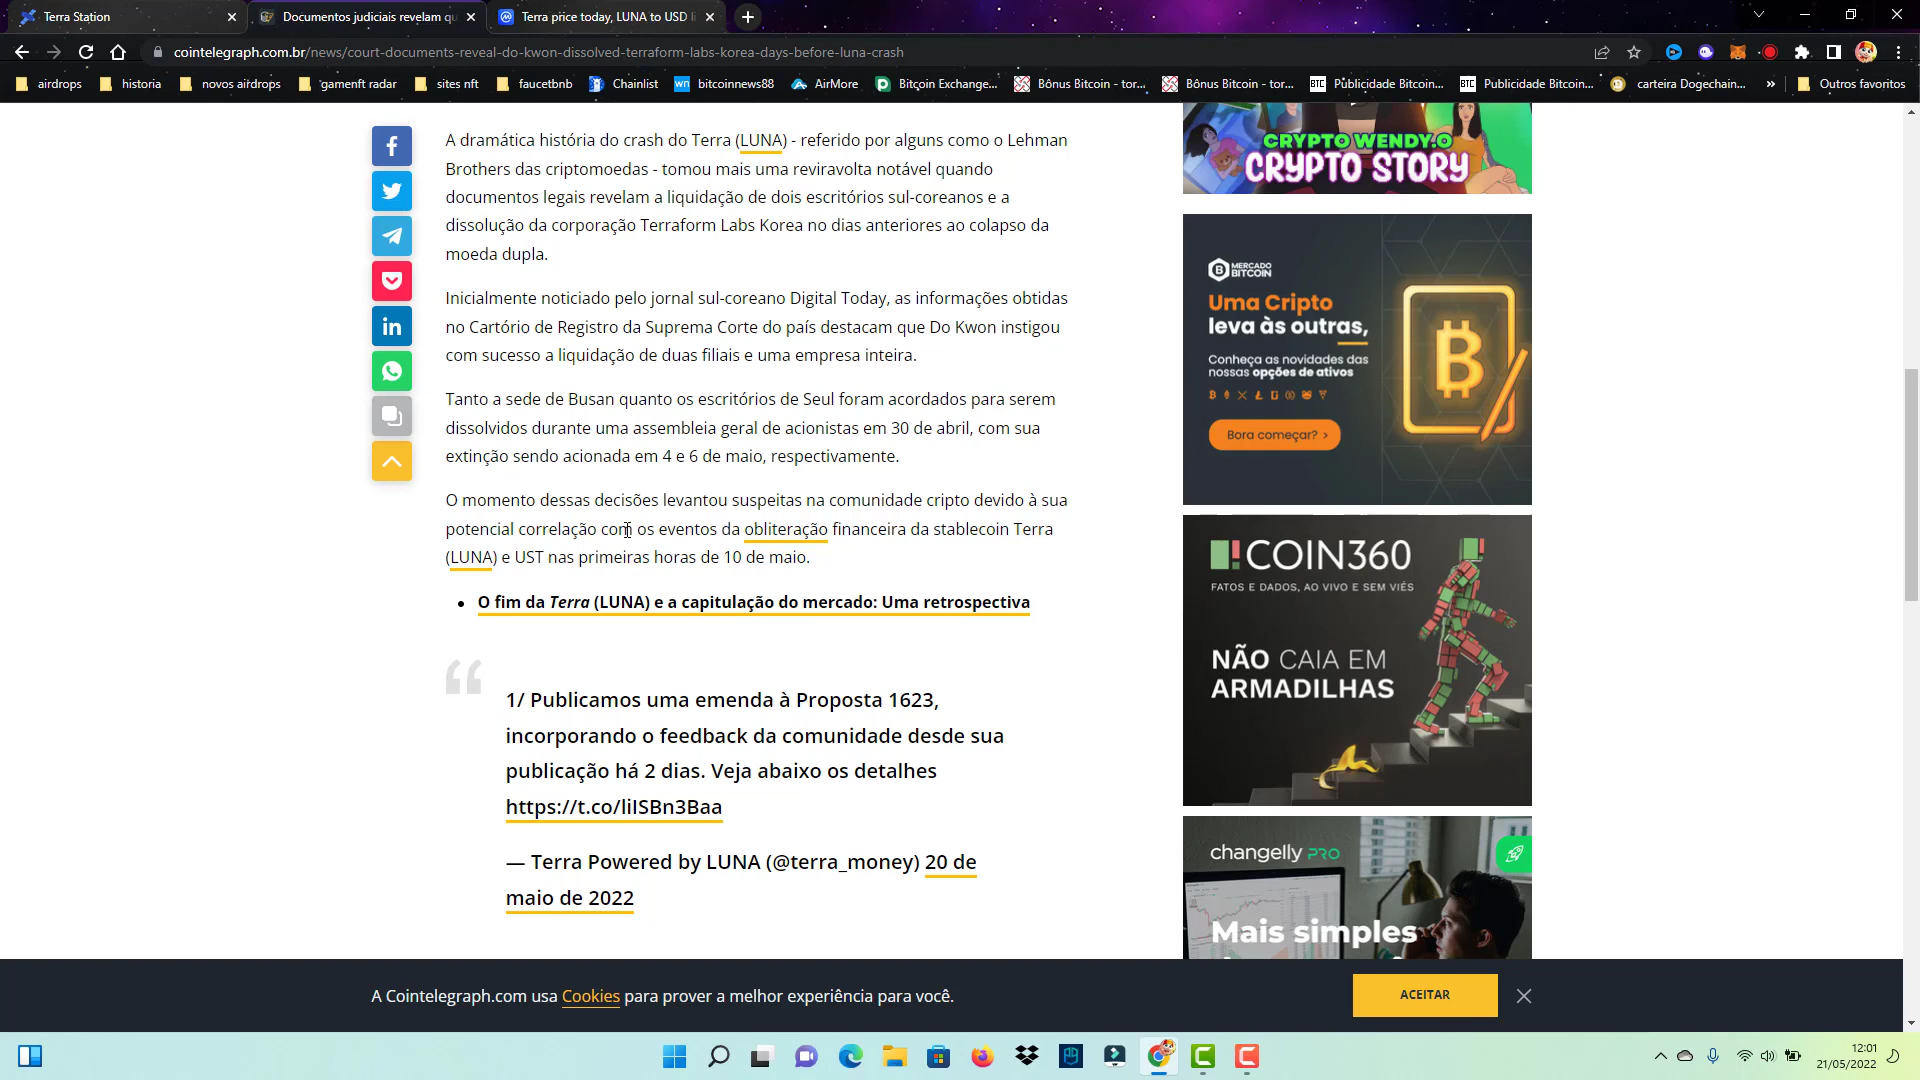 Terra Station
Documentos judiciais revelam qu
Terra price today, LUNA to USD li
cointelegraph.com.br/news/court-documents-reveal-do-kwon-dissolved-terraform-labs-korea-days-before-luna-crash
airdrops
historia
novos airdrops
'gamenft radar
sites nft
faucetbnb
Chainlist
wn
bitcoinnews88
AirMore
Bitcoin Exchange...
Bônus Bitcoin - tor...
Bônus Bitcoin - tor...
BTC
Publicidade Bitcoin...
BTC
Publicidade Bitcoin...
carteira Dogechain...
»
Outros favoritos
A dramática história do crash do Terra (LUNA) - referido por alguns como o Lehman
Brothers das criptomoedas - tomou mais uma reviravolta notável quando
documentos legais revelam a liquidação de dois escritórios sul-coreanos e a
dissolução da corporação Terraform Labs Korea no dias anteriores ao colapso da
moeda dupla.
Inicialmente noticiado pelo jornal sul-coreano Digital Today, as informações obtidas
no Cartório de Registro da Suprema Corte do país destacam que Do Kwon instigou
com sucesso a liquidação de duas filiais e uma empresa inteira.
Tanto a sede de Busan quanto os escritórios de Seul foram acordados para serem
dissolvidos durante uma assembleia geral de acionistas em 30 de abril, com sua
extinção sendo acionada em 4 e 6 de maio, respectivamente.
O momento dessas decisões levantou suspeitas na comunidade cripto devido à sua
potencial correlação com os eventos da obliteração financeira da stablecoin Terra
(LUNA) e UST nas primeiras horas de 10 de maio.
• O fim da Terra (LUNA) e a capitulação do mercado: Uma retrospectiva
“
1/ Publicamos uma emenda à Proposta 1623,
incorporando o feedback da comunidade desde sua
publicação há 2 dias. Veja abaixo os detalhes
https://t.co/liISBn3Baa
— Terra Powered by LUNA (@terra_money) 20 de
maio de 2022
CRYPTO WENDY.O
CRYPTO STORY
MERCADO
BITCOIN
Uma Cripto
leva às outras,
Conheça as novidades das
nossas opções de ativos
Bora começar? >
COIN360
FATOS E DADOS, AO VIVO E SEM VIÉS
NÃO CAIA EM
ARMADILHAS
changelly PRO
Mais simples
A Cointelegraph.com usa Cookies para prover a melhor experiência para você.
ACEITAR
12:01
21/05/2022